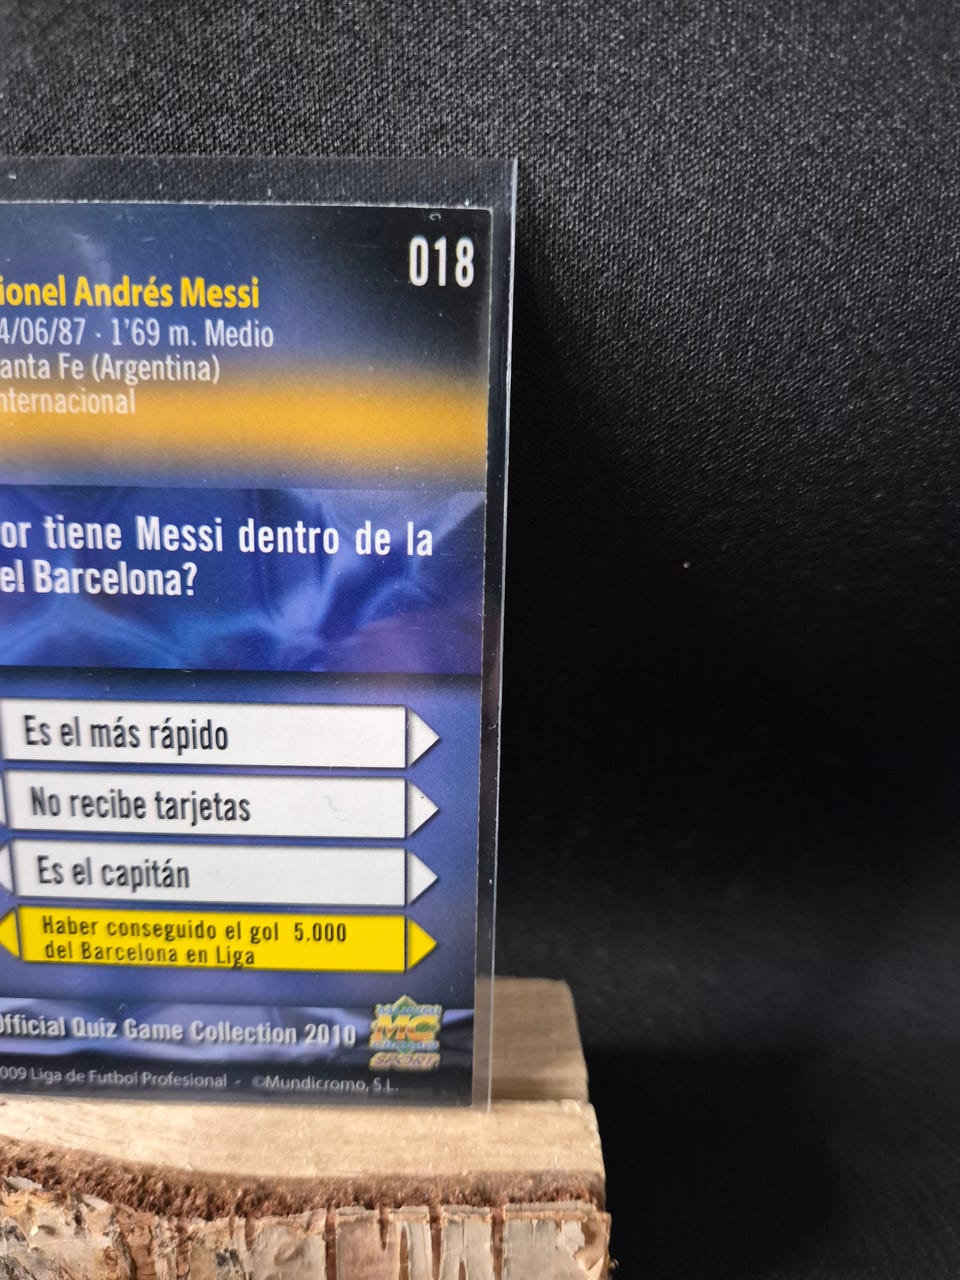 018
ionel Andrés Messi
4/06/87 - 1'69 m. Medio
anta Fe (Argentina)
nternacional
or tiene Messi dentro de la
el Barcelona?
Es el más rápido
No recibe tarjetas
Es el capitán
Haber conseguido el gol 5.000
del Barcelona en Liga
Official Quiz Game Collection 2010
MC
SPORT
009 Liga de Futbol Profesional - ©Mundicromo, S.L.